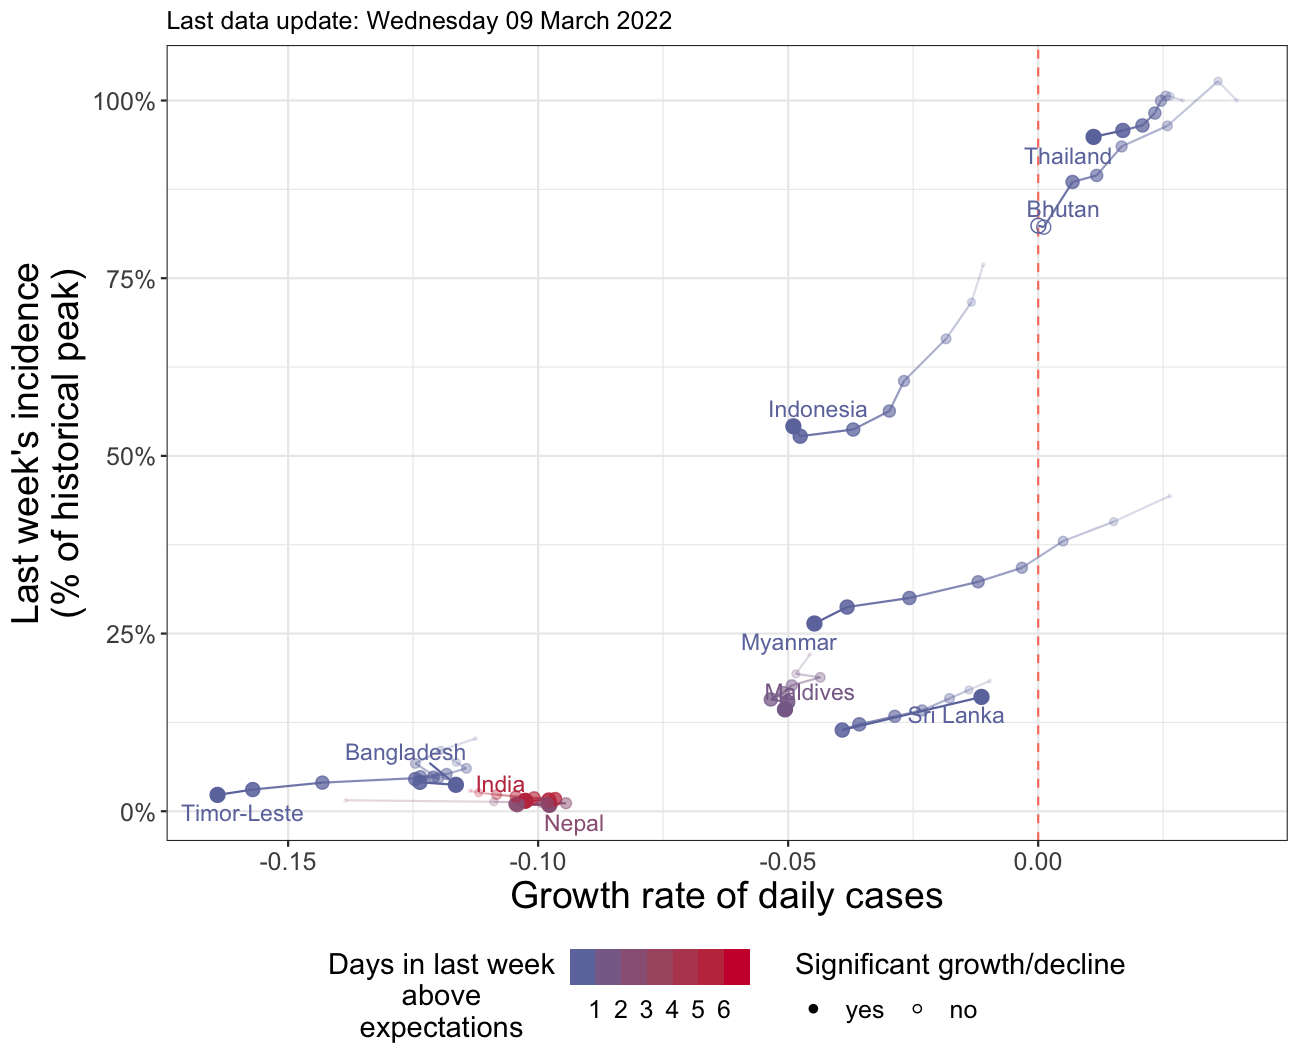 Last data update: Wednesday 09 March 2022
Last week's incidence
(% of historical peak)
100%
75%
50%
25%
0%
Thailand
Bhutan
Indonesia
Myanmar
Maldives
Sri Lanka
Bangladesh
India
Timor-Leste
Nepal
-0.15
-0.10
-0.05
0.00
Growth rate of daily cases
Days in last week
above
expectations
1 2 3 4 5 6
Significant growth/decline
yes
no